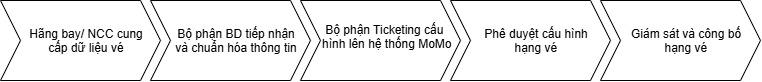 Hãng bay/ NCC cung
cấp dữ liệu vé
Bộ phận BD tiếp nhận
và chuẩn hóa thông tin
Bộ phận Ticketing cấu
hình lên hệ thống MoMo
Phê duyệt cấu hình
hạng vé
Giám sát và công bố
hạng vé